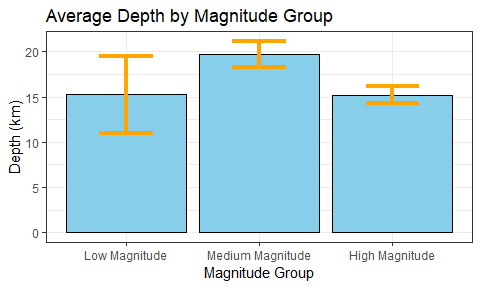 Average Depth by Magnitude Group
Depth (km)
20
15
10
5
0
Low Magnitude
Medium Magnitude
High Magnitude
Magnitude Group